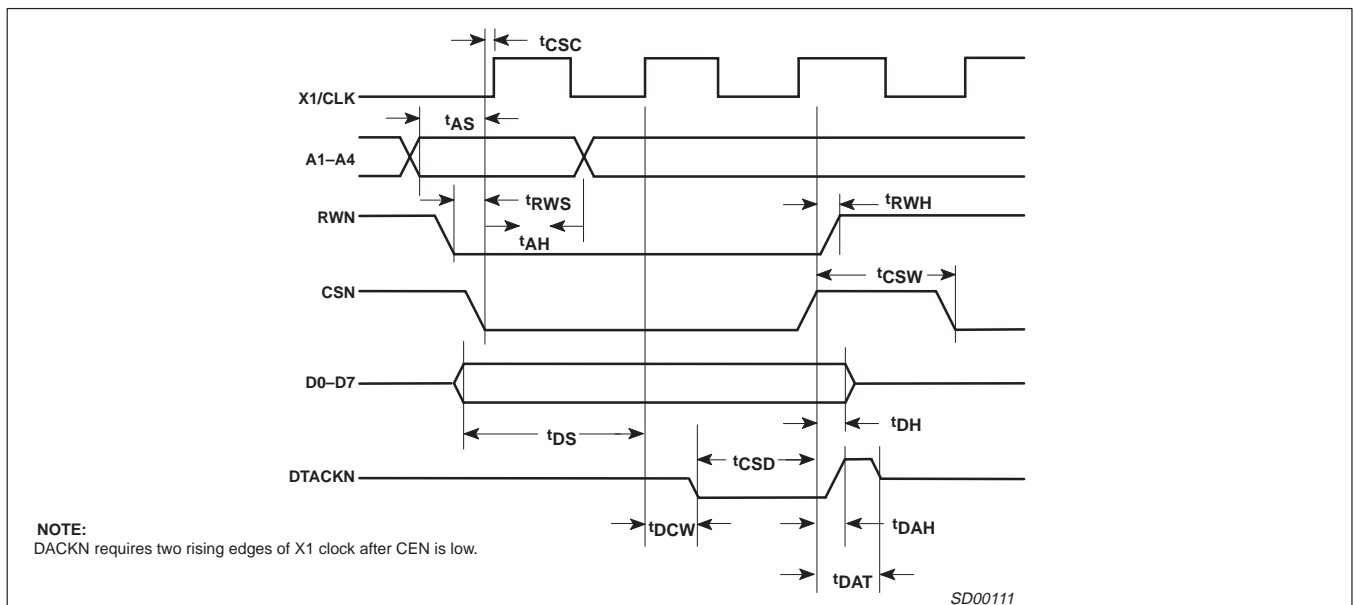 tCSC
X1/CLK
tAS
A1–A4
tRWS
tRWH
RWN
tAH
tCSW
CSN
D0–D7
tDH
tDS
tCSD
DTACKN
tDCW
tDAH
NOTE:
DACKN requires two rising edges of X1 clock after CEN is low.
tDAT
SD00111